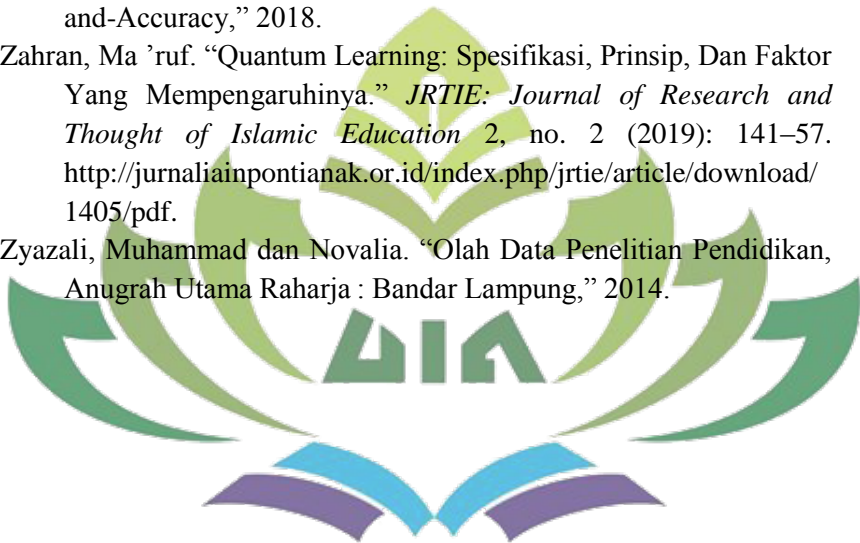 and-Accuracy,” 2018.
Zahran, Ma ’ruf. “Quantum Learning: Spesifikasi, Prinsip, Dan Faktor
Yang Mempengaruhinya.” JRTIE: Journal of Research and
Thought of Islamic Education 2, no. 2 (2019): 141–57.
http://jurnaliainpontianak.or.id/index.php/jrtie/article/download/
1405/pdf.
Zyazali, Muhammad dan Novalia. “Olah Data Penelitian Pendidikan,
Anugrah Utama Raharja : Bandar Lampung,” 2014.
UIN